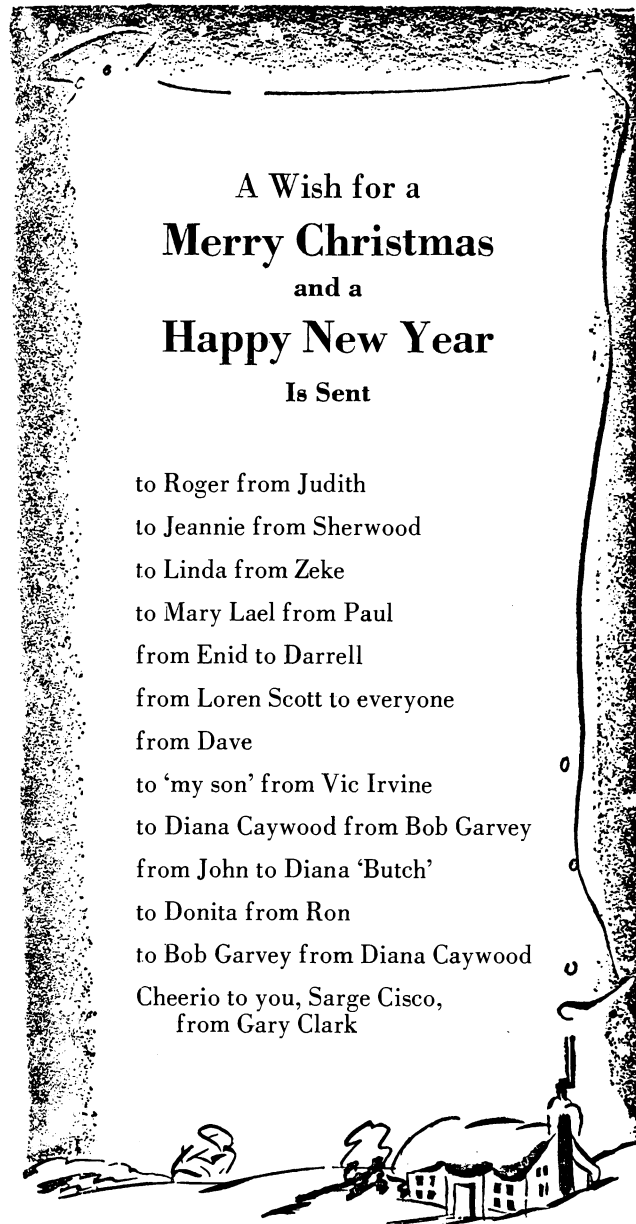 A Wish for a
Merry Christmas
and a
Happy New Year
Is Sent
to Roger from Judith
to Jeannie from Sherwood
to Linda from Zeke
to Mary Lael from Paul
from Enid to Darrell
from Loren Scott to everyone
from Dave
to ‘my son’ from Vic Irvine
to Diana Caywood from Bob Garvey
from John to Diana ‘Butch’
to Donita from Ron
to Bob Garvey from Diana Caywood
Cheerio to you, Sarge Cisco,
from Gary Clark